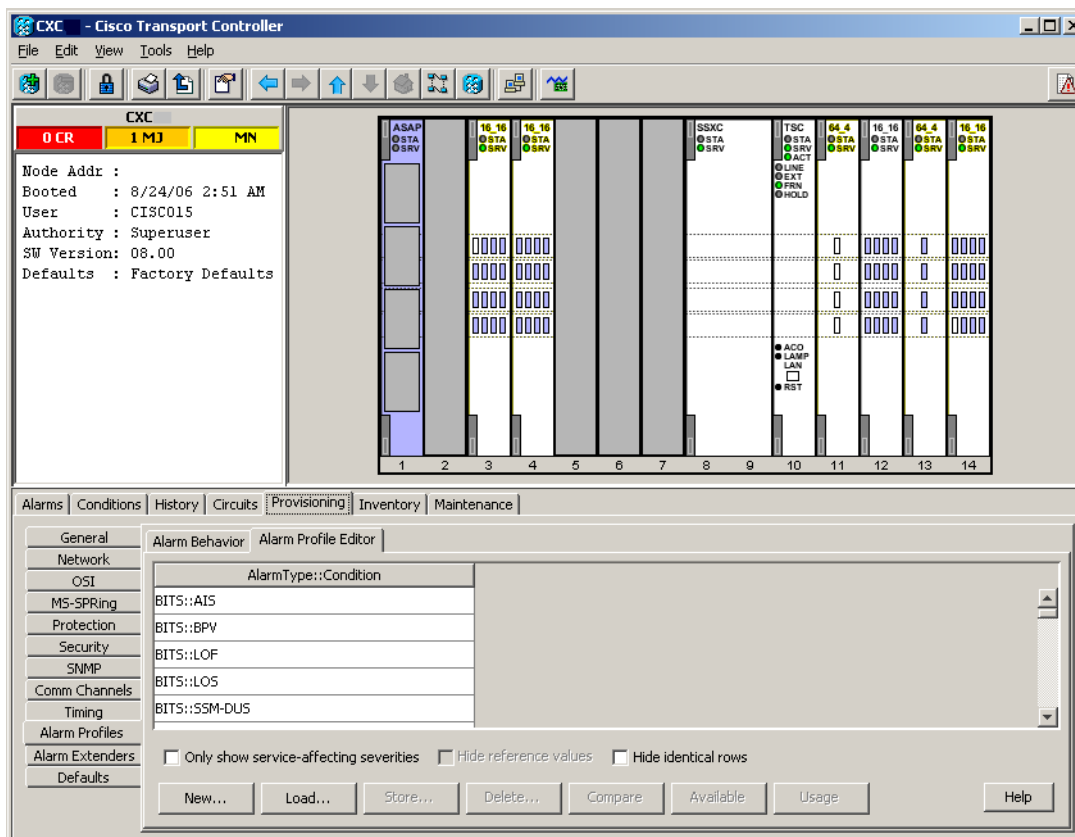 CXC - Cisco Transport Controller
File Edit View Tools Help
CXC
0 CR 1 MJ MN
Node Addr :
Booted : 8/24/06 2:51 AM
User : CISCO15
Authority : Superuser
SW Version: 08.00
Defaults : Factory Defaults
ASAP 16_16 16_16 SSXC TSC 64_4 16_16 64_4 16_16
STA STA STA STA STA STA STA STA STA
SRV SRV SRV SRV SRV SRV SRV SRV SRV
ACT
LINE
EXT
FRN
HOLD
ACO
LAMP
LAN
RST
1 2 3 4 5 6 7 8 9 10 11 12 13 14
Alarms Conditions History Circuits Provisioning Inventory Maintenance
General
Network
OSI
MS-SPRing
Protection
Security
SNMP
Comm Channels
Timing
Alarm Profiles
Alarm Extenders
Defaults
Alarm Behavior Alarm Profile Editor
AlarmType::Condition
BITS::AIS
BITS::BPV
BITS::LOF
BITS::LOS
BITS::SSM-DUS
Only show service-affecting severities Hide reference values Hide identical rows
New... Load... Store... Delete... Compare Available Usage Help